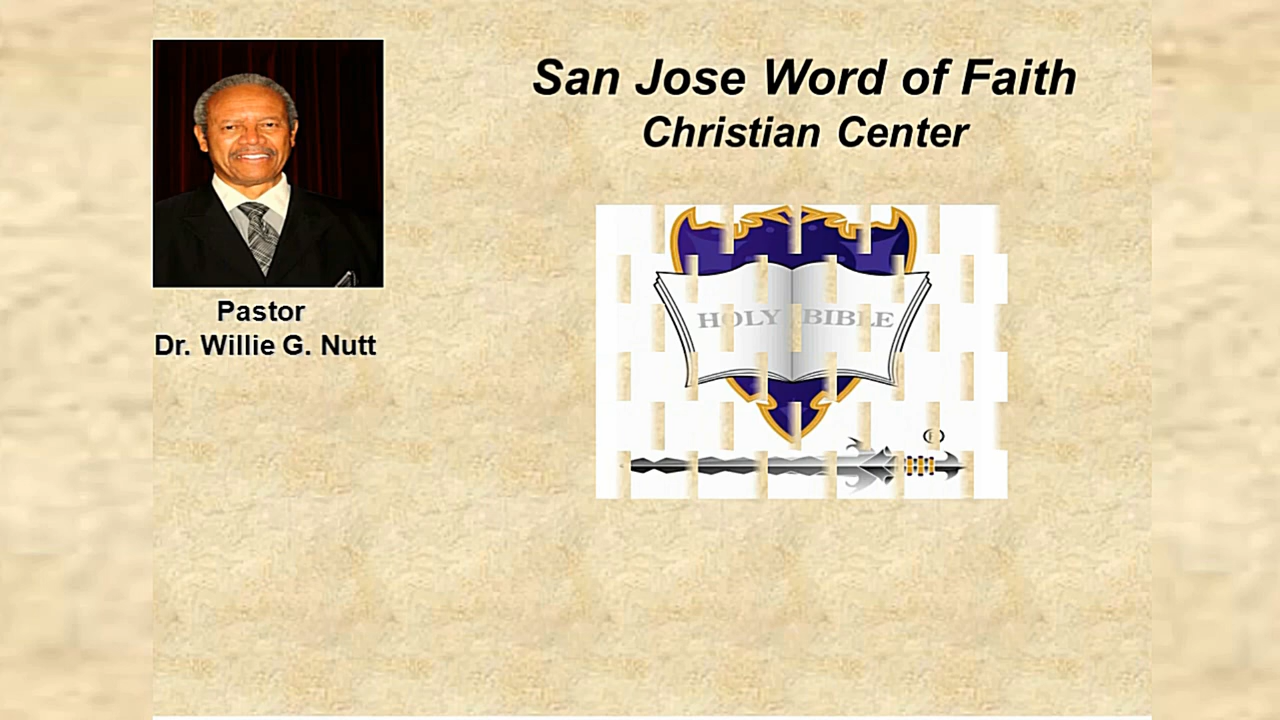 San Jose Word of Faith
Christian Center
Pastor
Dr. Willie G. Nutt
HOLY BIBLE
®